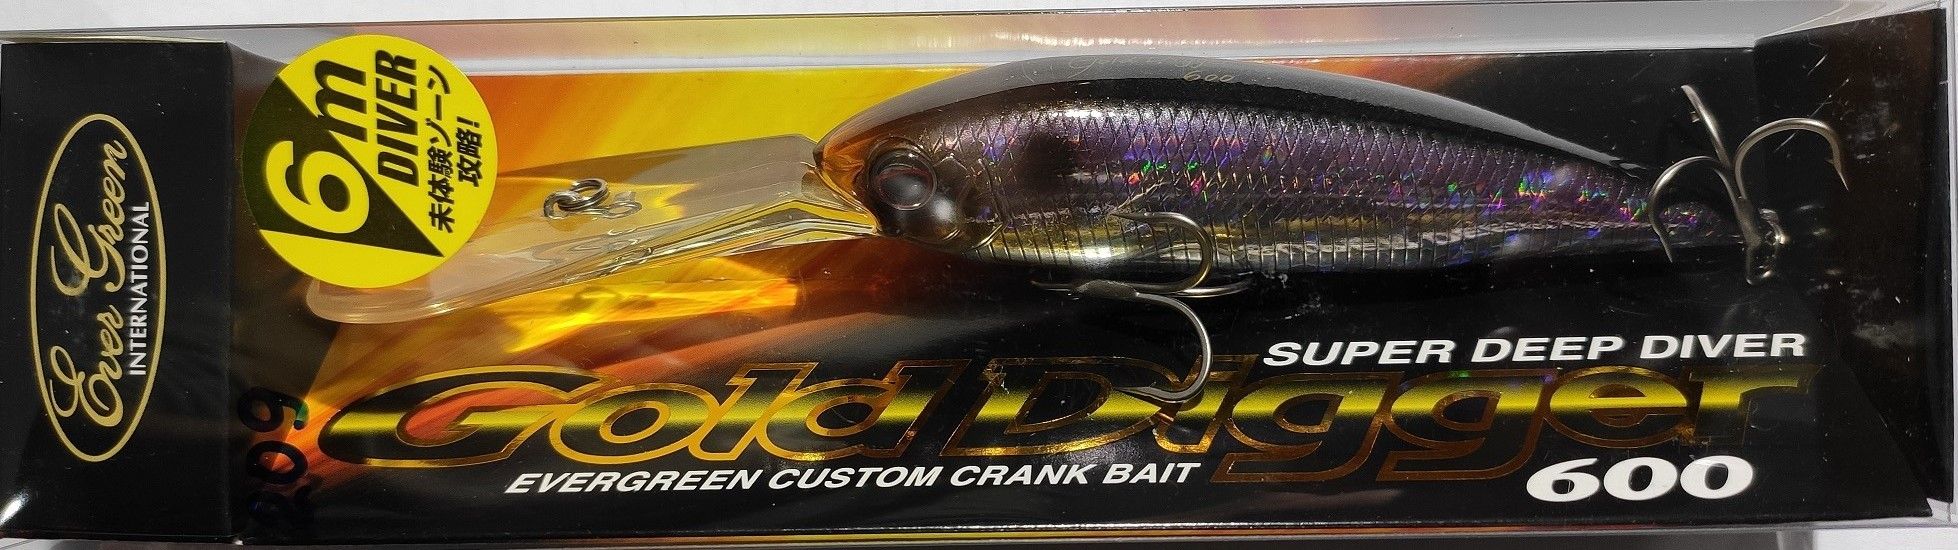 Ever Green
INTERNATIONAL
6m
DIVER
未体験ゾーン
攻略!
600
SUPER DEEP DIVER
Gold Digger
EVERGREEN CUSTOM CRANK BAIT
600
209